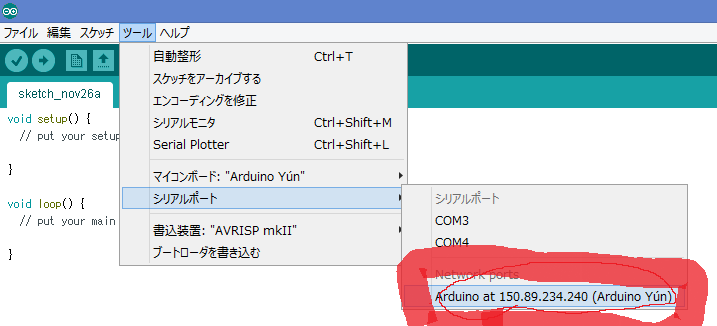 ファイル 編集 スケッチ ツール ヘルプ
自動整形 Ctrl+T
スケッチをアーカイブする
エンコーディングを修正
シリアルモニタ Ctrl+Shift+M
Serial Plotter Ctrl+Shift+L
マイコンボード: "Arduino Yún"
シリアルポート
書込装置: "AVRISP mkII"
ブートローダを書き込む
sketch_nov26a
void setup() {
// put your setup
}
void loop() {
// put your main
}
シリアルポート
COM3
COM4
Network ports
Arduino at 150.89.234.240 (Arduino Yún)